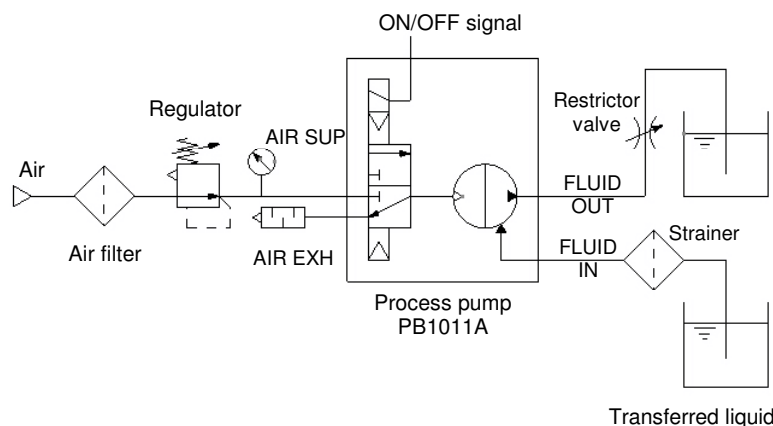 ON/OFF signal
Regulator
AIR SUP
Restrictor
valve
Air
FLUID
OUT
Air filter
AIR EXH
FLUID
IN
Strainer
Process pump
PB1011A
Transferred liquid